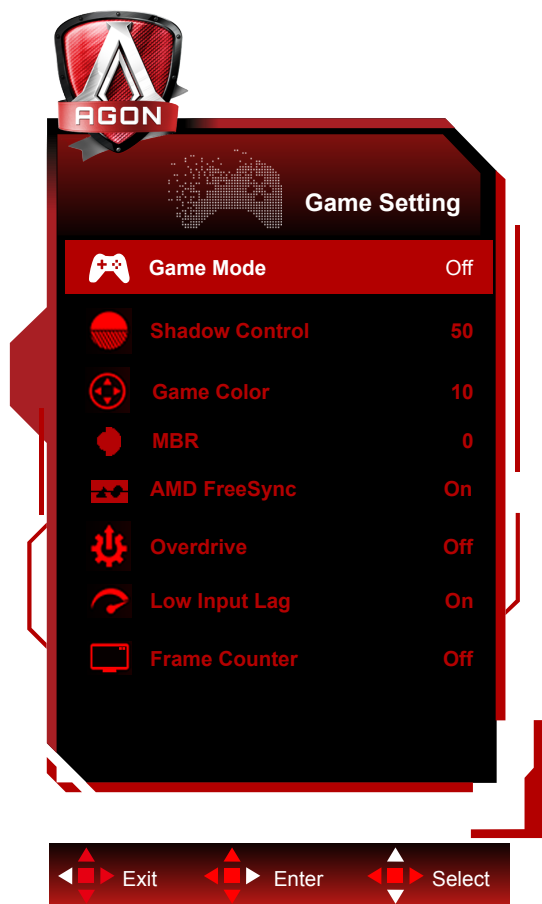 AGON
Game Setting
Game Mode Off
Shadow Control 50
Game Color 10
MBR 0
AMD FreeSync On
Overdrive Off
Low Input Lag On
Frame Counter Off
Exit Enter Select